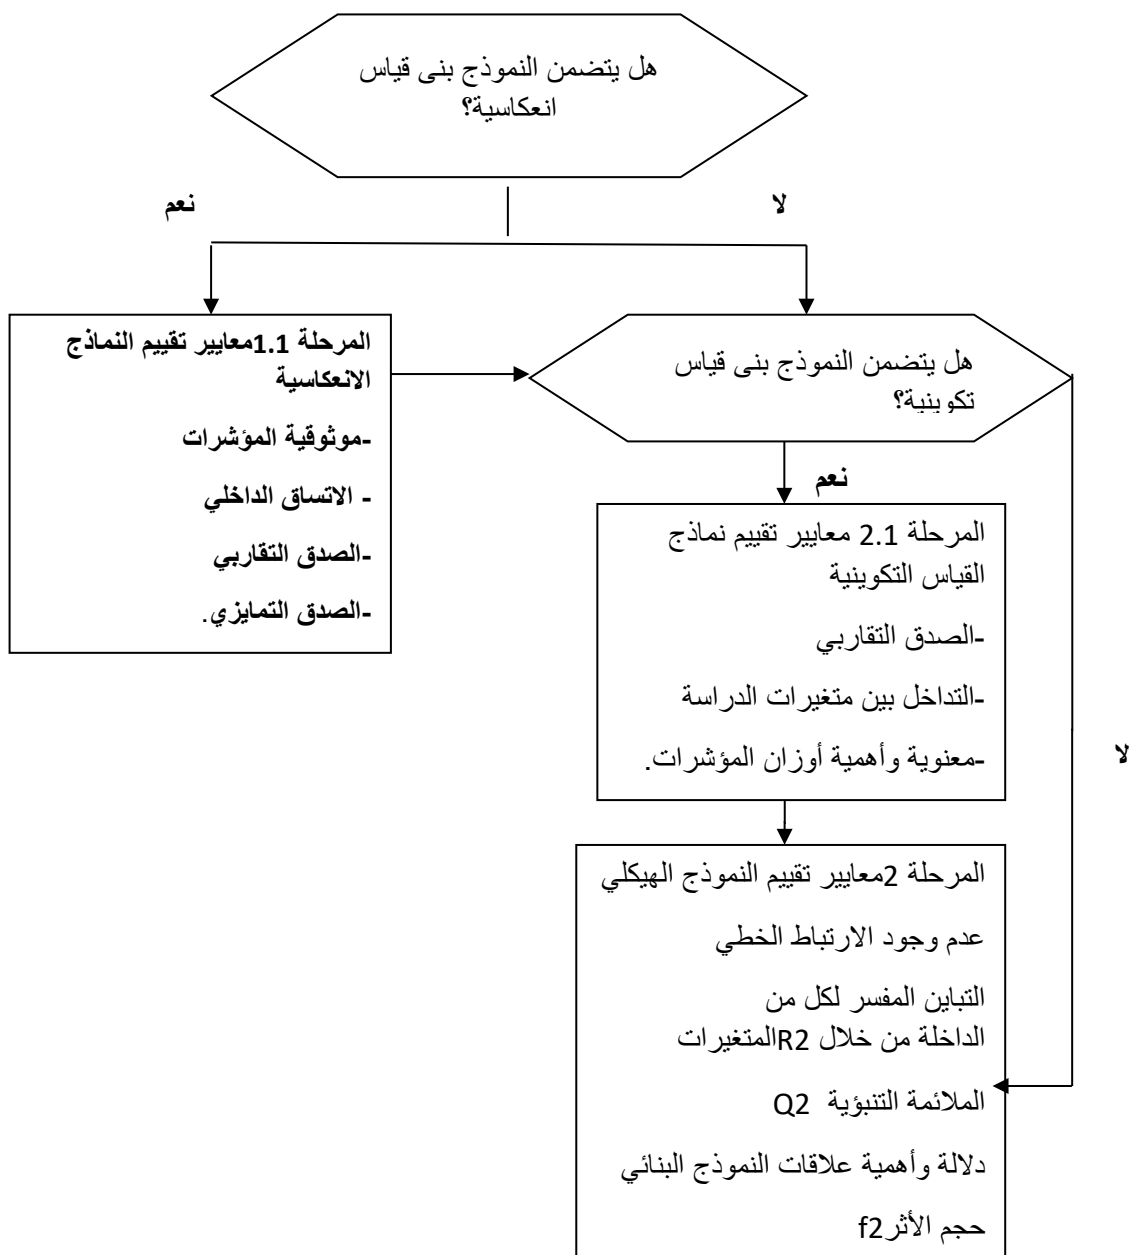 هل يتضمن النموذج بنى قياس
انعكاسية؟
نعم
لا
المرحلة 1.1معايير تقييم النماذج
الانعكاسية
-موثوقية المؤشرات
- الاتساق الداخلي
-الصدق التقاربي
-الصدق التمايزي.
هل يتضمن النموذج بنى قياس
تكوينية؟
نعم
لا
المرحلة 2.1 معايير تقييم نماذج
القياس التكوينية
-الصدق التقاربي
-التداخل بين متغيرات الدراسة
-معنوية وأهمية أوزان المؤشرات.
المرحلة 2معايير تقييم النموذج الهيكلي
عدم وجود الارتباط الخطي
التباين المفسر لكل من
الداخلة من خلال R2المتغيرات
الملائمة التنبؤية Q2
دلالة وأهمية علاقات النموذج البنائي
حجم الأثرf2